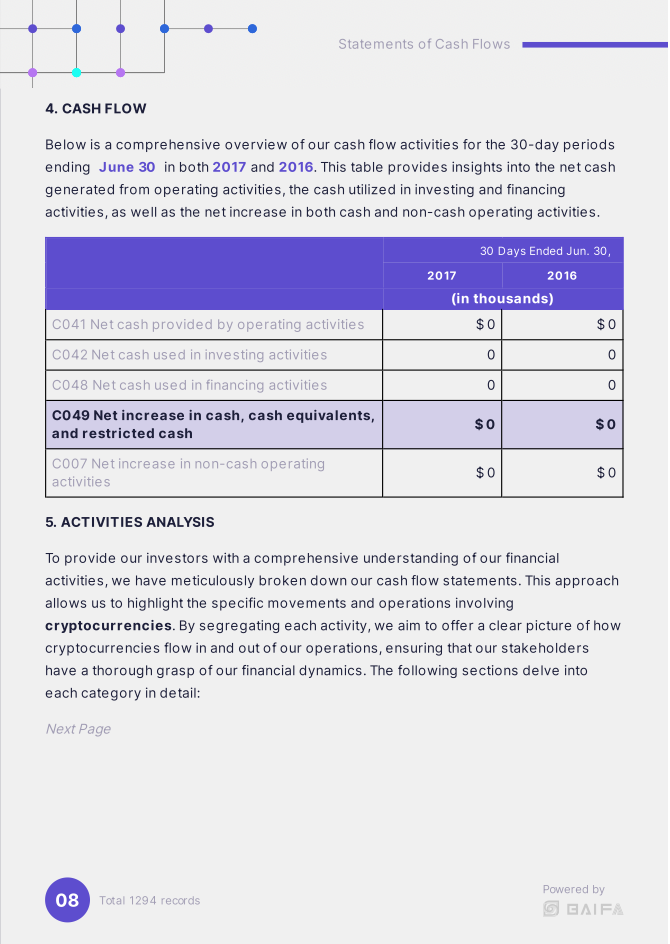 Statements of Cash Flows
4. CASH FLOW
Below is a comprehensive overview of our cash flow activities for the 30-day periods
ending June 30 in both 2017 and 2016. This table provides insights into the net cash
generated from operating activities, the cash utilized in investing and financing
activities, as well as the net increase in both cash and non-cash operating activities.
30 Days Ended Jun. 30,
2017 2016
(in thousands)
C041 Net cash provided by operating activities $ 0 $ 0
C042 Net cash used in investing activities 0 0
C048 Net cash used in financing activities 0 0
C049 Net increase in cash, cash equivalents,
and restricted cash $ 0 $ 0
C007 Net increase in non-cash operating
activities $ 0 $ 0
5. ACTIVITIES ANALYSIS
To provide our investors with a comprehensive understanding of our financial
activities, we have meticulously broken down our cash flow statements. This approach
allows us to highlight the specific movements and operations involving
cryptocurrencies. By segregating each activity, we aim to offer a clear picture of how
cryptocurrencies flow in and out of our operations, ensuring that our stakeholders
have a thorough grasp of our financial dynamics. The following sections delve into
each category in detail:
Next Page
08 Total 1294 records
Powered by
BAIFA